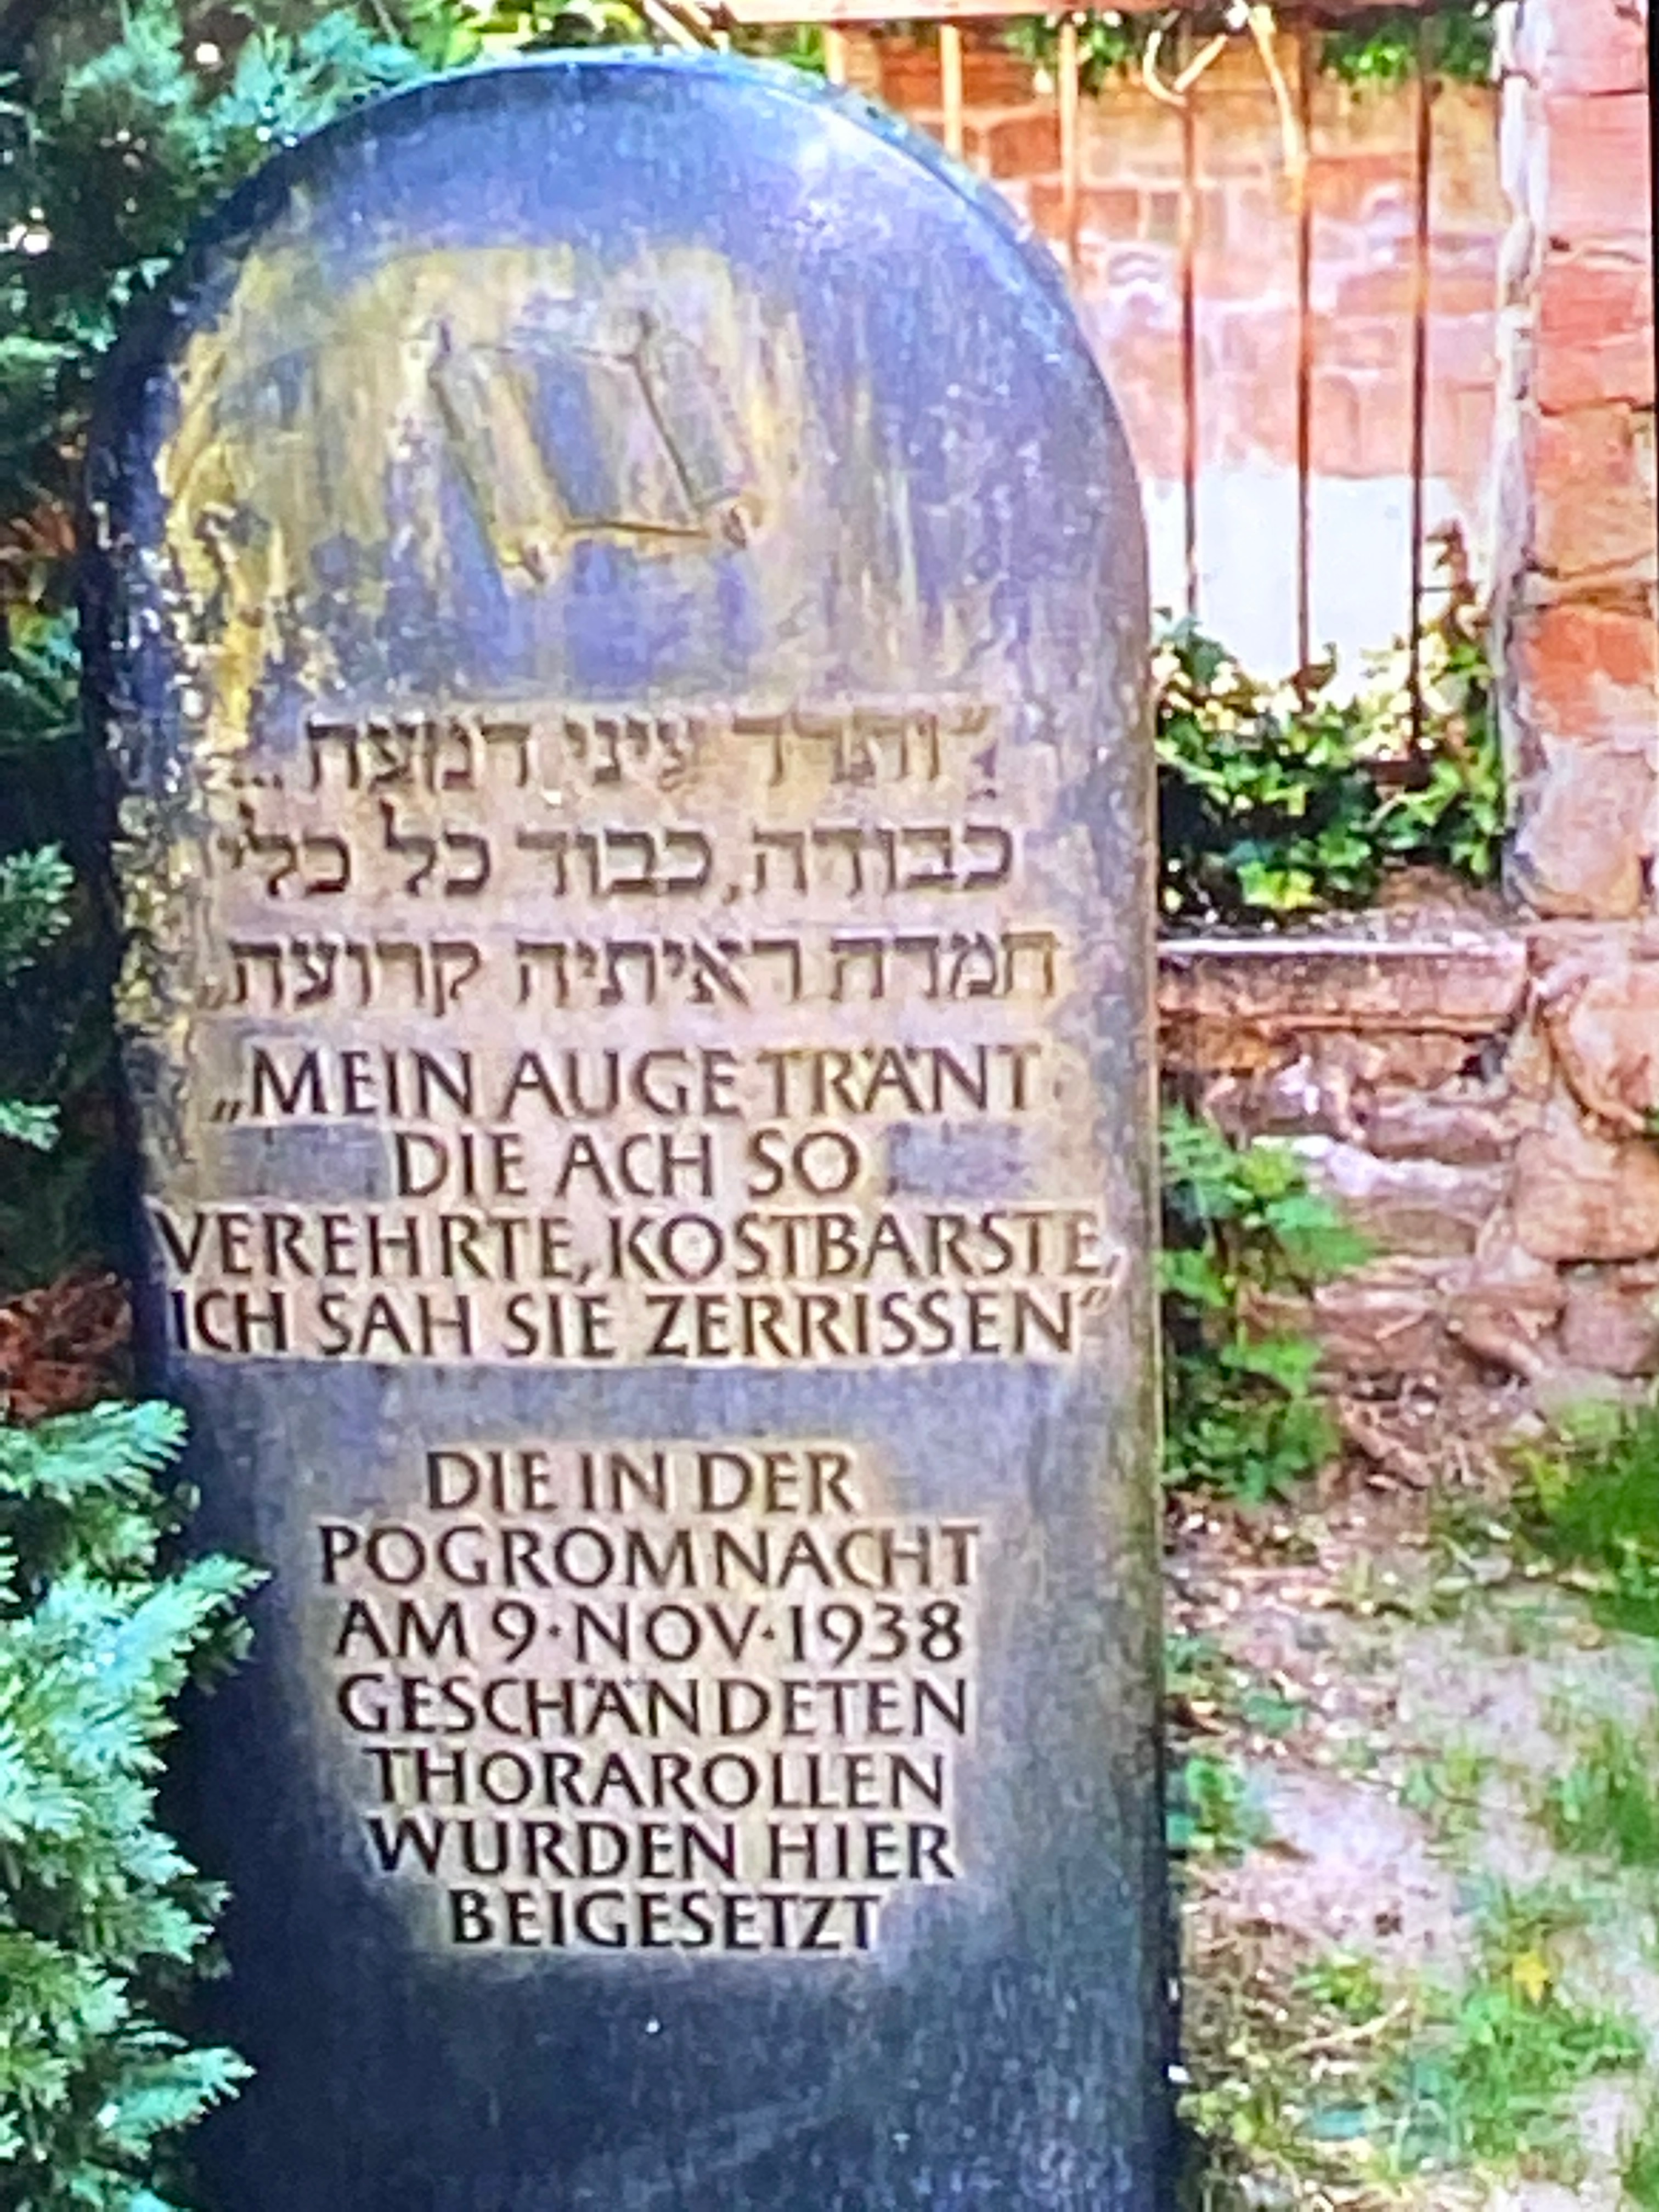 ”ותרד עיני דמעה...
כבודה, כבוד כל כלי
חמדה ראיתיה קרועה„
„MEIN AUGE TRÄNT
DIE ACH SO
VEREHRTE, KOSTBARSTE,
ICH SAH SIE ZERRISSEN“
DIE IN DER
POGROMNACHT
AM 9·NOV·1938
GESCHÄNDETEN
THORAROLLEN
WURDEN HIER
BEIGESETZT